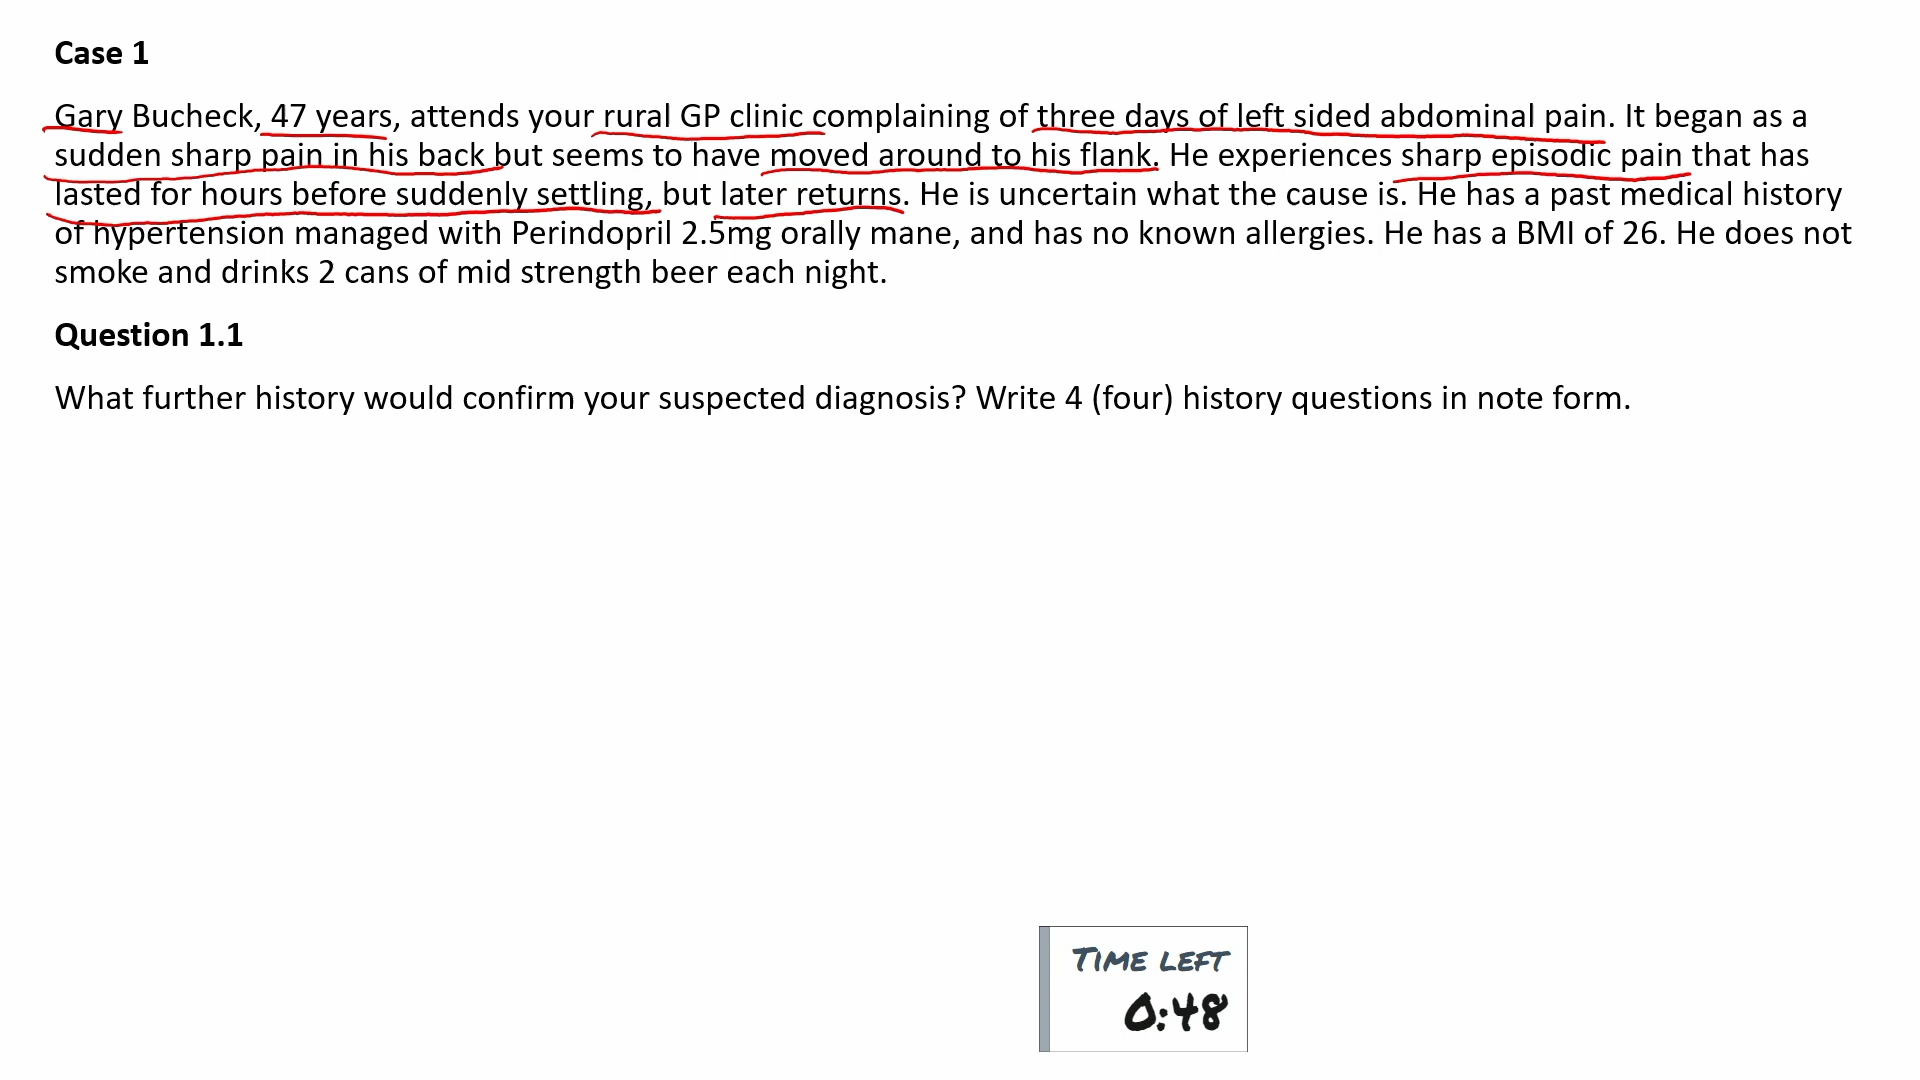 Case 1
Gary Bucheck, 47 years, attends your rural GP clinic complaining of three days of left sided abdominal pain. It began as a
sudden sharp pain in his back but seems to have moved around to his flank. He experiences sharp episodic pain that has
lasted for hours before suddenly settling, but later returns. He is uncertain what the cause is. He has a past medical history
of hypertension managed with Perindopril 2.5mg orally mane, and has no known allergies. He has a BMI of 26. He does not
smoke and drinks 2 cans of mid strength beer each night.
Question 1.1
What further history would confirm your suspected diagnosis? Write 4 (four) history questions in note form.
TIME LEFT
0:48